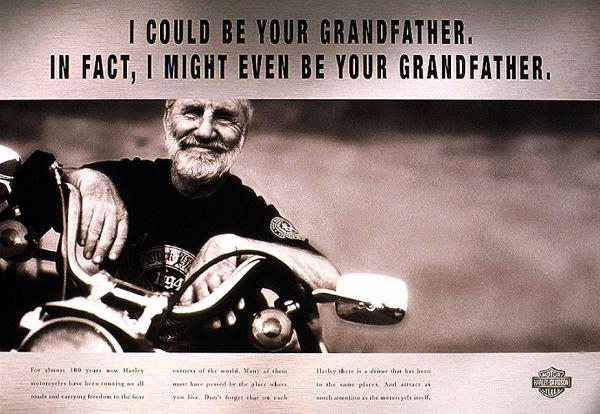 I COULD BE YOUR GRANDFATHER.
IN FACT, I MIGHT EVEN BE YOUR GRANDFATHER.
For almost 100 years now Harley
motorcycles have been running on all
roads and carrying freedom to the four
corners of the world. Many of them
must have passed by the place where
you live. Don't forget that on each
Harley there is a driver that has been
to the same places. And attract as
much attention as the motorcycle itself.
MOTOR
HARLEY-DAVIDSON
CYCLES